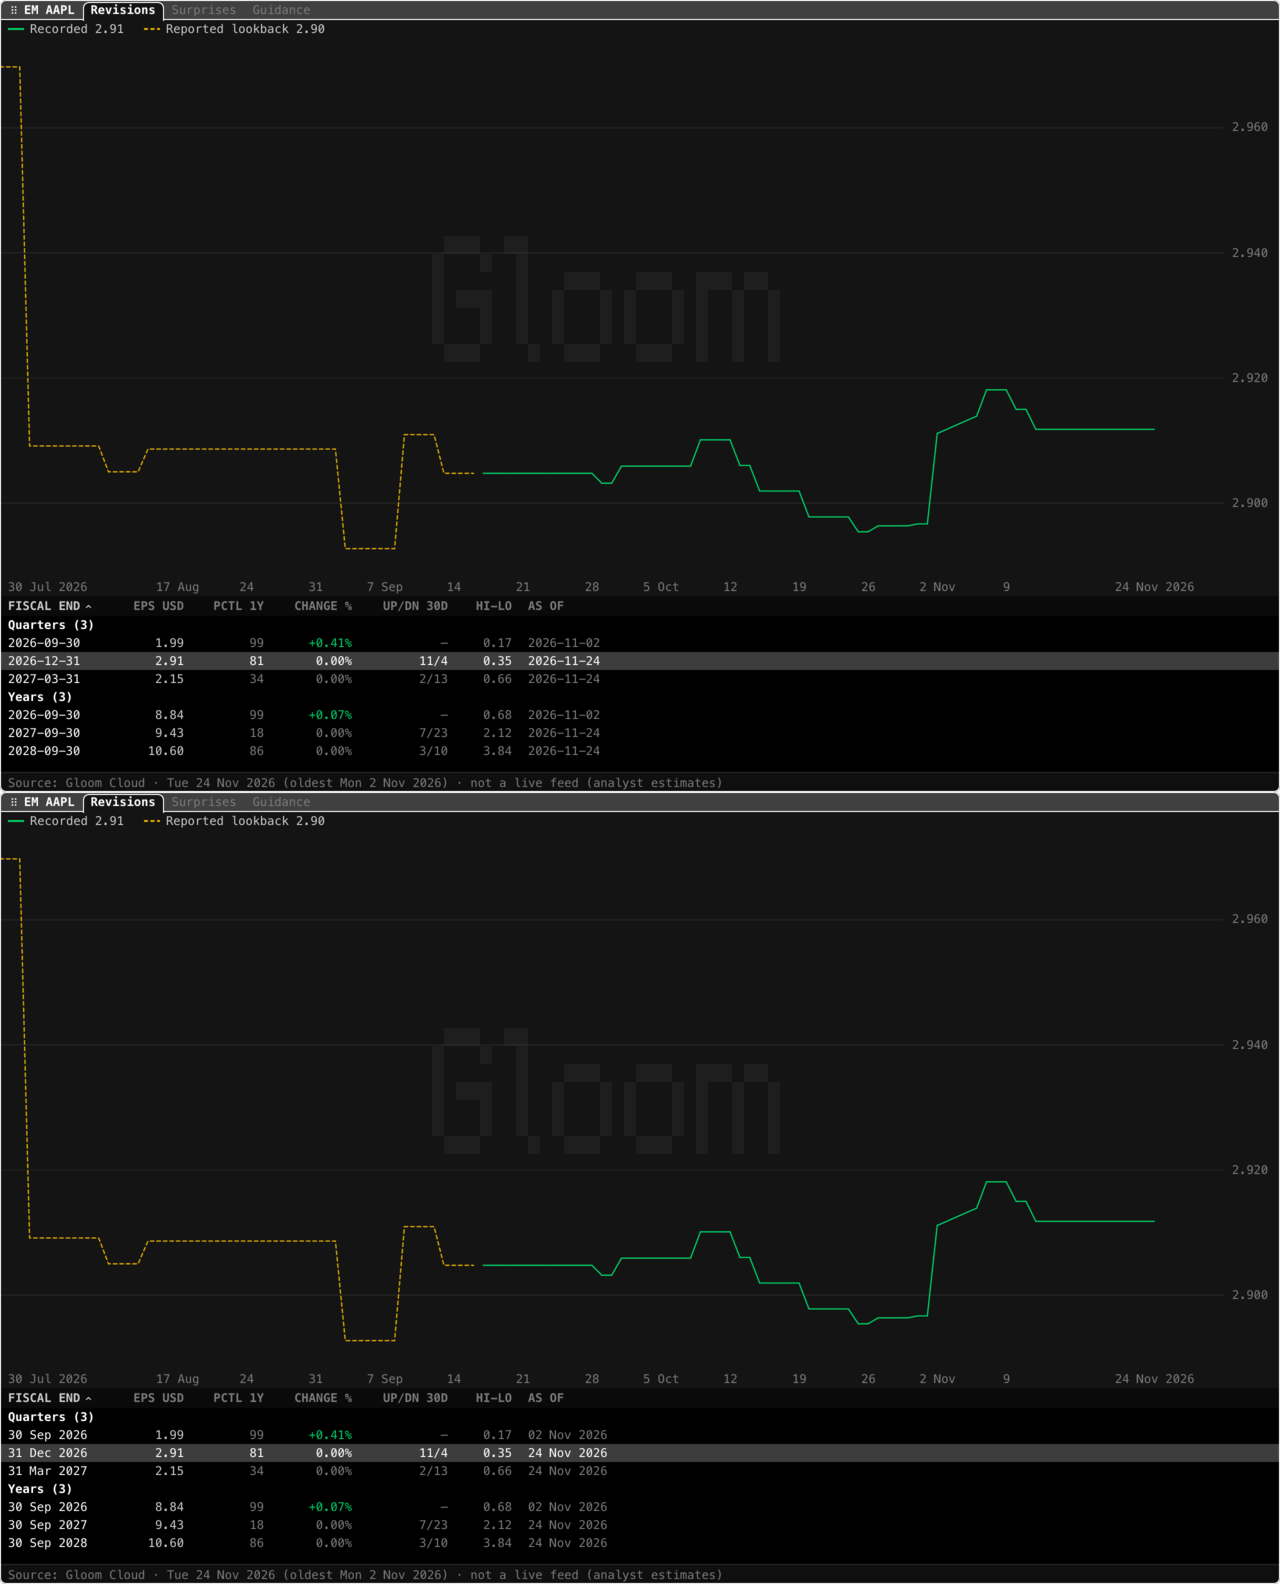 ⠿ EM AAPL Revisions Surprises Guidance
Recorded 2.91 Reported lookback 2.90
2.960
2.940
Gloom
2.920
2.900
30 Jul 2026 17 Aug 24 31 7 Sep 14 21 28 5 Oct 12 19 26 2 Nov 9 24 Nov 2026
FISCAL END ^ EPS USD PCTL 1Y CHANGE % UP/DN 30D HI-LO AS OF
Quarters (3)
2026-09-30 1.99 99 +0.41% — 0.17 2026-11-02
2026-12-31 2.91 81 0.00% 11/4 0.35 2026-11-24
2027-03-31 2.15 34 0.00% 2/13 0.66 2026-11-24
Years (3)
2026-09-30 8.84 99 +0.07% — 0.68 2026-11-02
2027-09-30 9.43 18 0.00% 7/23 2.12 2026-11-24
2028-09-30 10.60 86 0.00% 3/10 3.84 2026-11-24
Source: Gloom Cloud · Tue 24 Nov 2026 (oldest Mon 2 Nov 2026) · not a live feed (analyst estimates)
⠿ EM AAPL Revisions Surprises Guidance
Recorded 2.91 Reported lookback 2.90
2.960
2.940
Gloom
2.920
2.900
30 Jul 2026 17 Aug 24 31 7 Sep 14 21 28 5 Oct 12 19 26 2 Nov 9 24 Nov 2026
FISCAL END ^ EPS USD PCTL 1Y CHANGE % UP/DN 30D HI-LO AS OF
Quarters (3)
30 Sep 2026 1.99 99 +0.41% — 0.17 02 Nov 2026
31 Dec 2026 2.91 81 0.00% 11/4 0.35 24 Nov 2026
31 Mar 2027 2.15 34 0.00% 2/13 0.66 24 Nov 2026
Years (3)
30 Sep 2026 8.84 99 +0.07% — 0.68 02 Nov 2026
30 Sep 2027 9.43 18 0.00% 7/23 2.12 24 Nov 2026
30 Sep 2028 10.60 86 0.00% 3/10 3.84 24 Nov 2026
Source: Gloom Cloud · Tue 24 Nov 2026 (oldest Mon 2 Nov 2026) · not a live feed (analyst estimates)